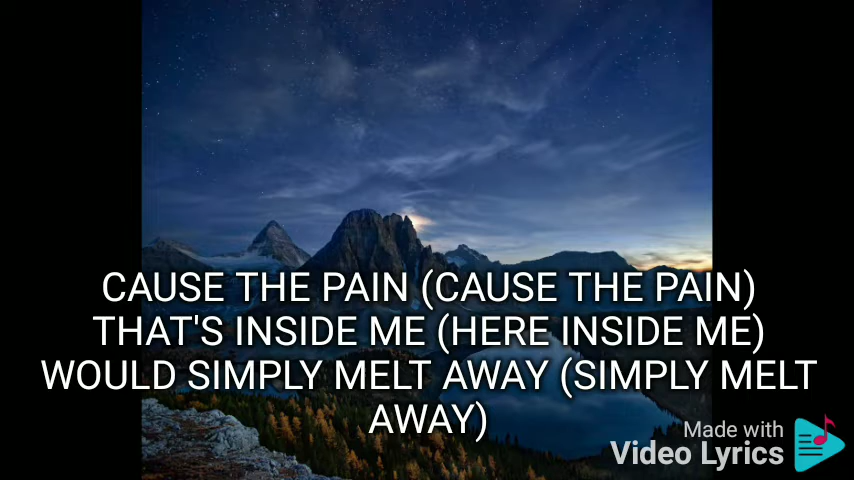 CAUSE THE PAIN (CAUSE THE PAIN)
THAT'S INSIDE ME (HERE INSIDE ME)
WOULD SIMPLY MELT AWAY (SIMPLY MELT
AWAY)
Made with
Video Lyrics